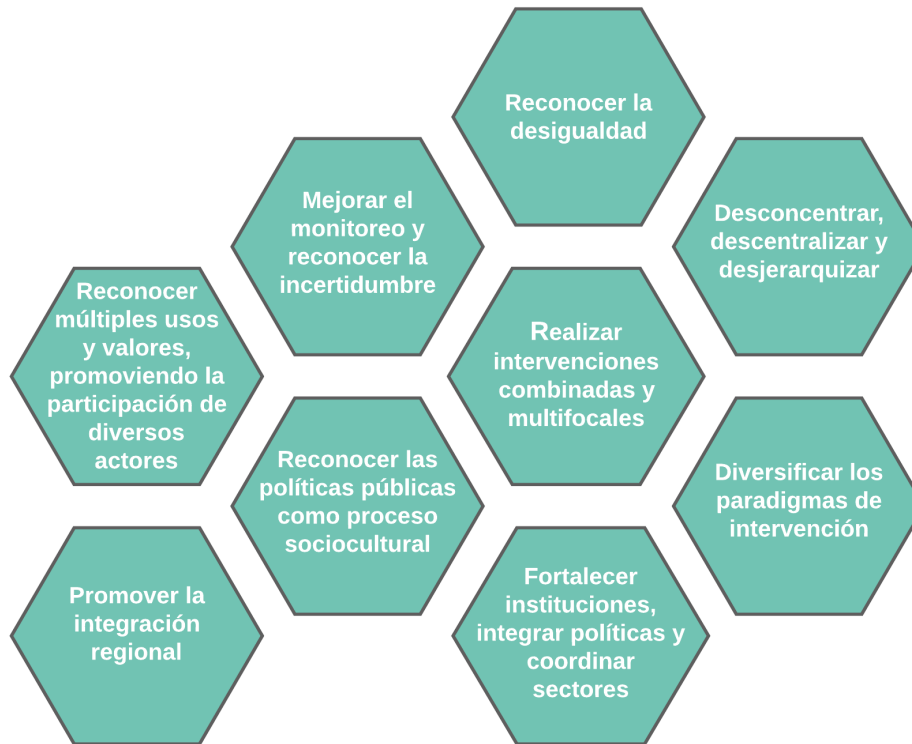 Reconocer la
desigualdad
Mejorar el
monitoreo y
reconocer la
incertidumbre
Desconcentrar,
descentralizar y
desjerarquizar
Reconocer
múltiples usos
y valores,
promoviendo la
participación de
diversos
actores
Realizar
intervenciones
combinadas y
multifocales
Reconocer las
políticas públicas
como proceso
sociocultural
Diversificar los
paradigmas de
intervención
Promover la
integración
regional
Fortalecer
instituciones,
integrar políticas y
coordinar
sectores